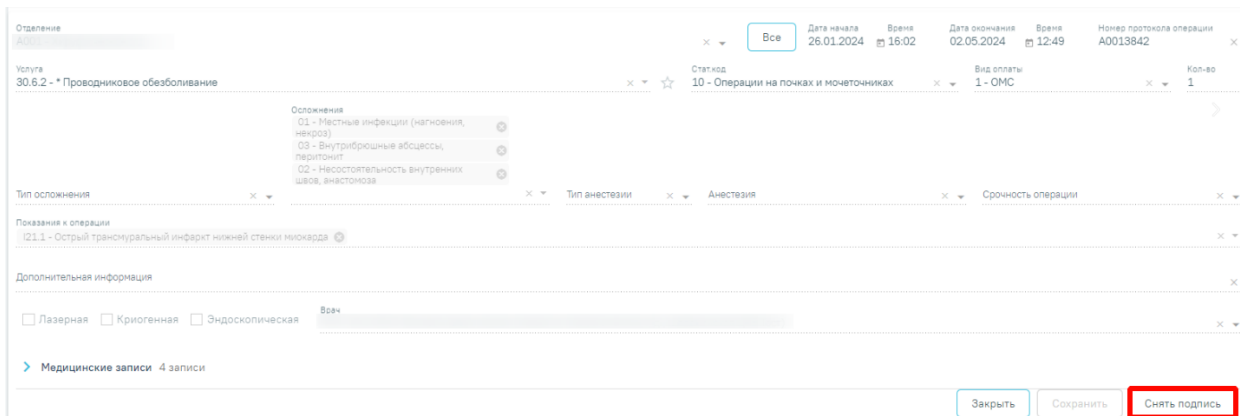 Отделение
Все
Дата начала
26.01.2024
Время
16:02
Дата окончания
02.05.2024
Время
12:49
Номер протокола операции
A0013842
Услуга
30.6.2 - * Проводниковое обезболивание
Стат.код
10 - Операции на почках и мочеточниках
Вид оплаты
1 - ОМС
Кол-во
1
Осложнения
01 - Местные инфекции (нагноения,
некроз)
03 - Внутрибрюшные абсцессы,
перитонит
02 - Несостоятельность внутренних
швов, анастомоза
Тип осложнения
Тип анестезии
Анестезия
Срочность операции
Показания к операции
I21.1 - Острый трансмуральный инфаркт нижней стенки миокарда
Дополнительная информация
Лазерная
Криогенная
Эндоскопическая
Врач
Медицинские записи 4 записи
Закрыть
Сохранить
Снять подпись